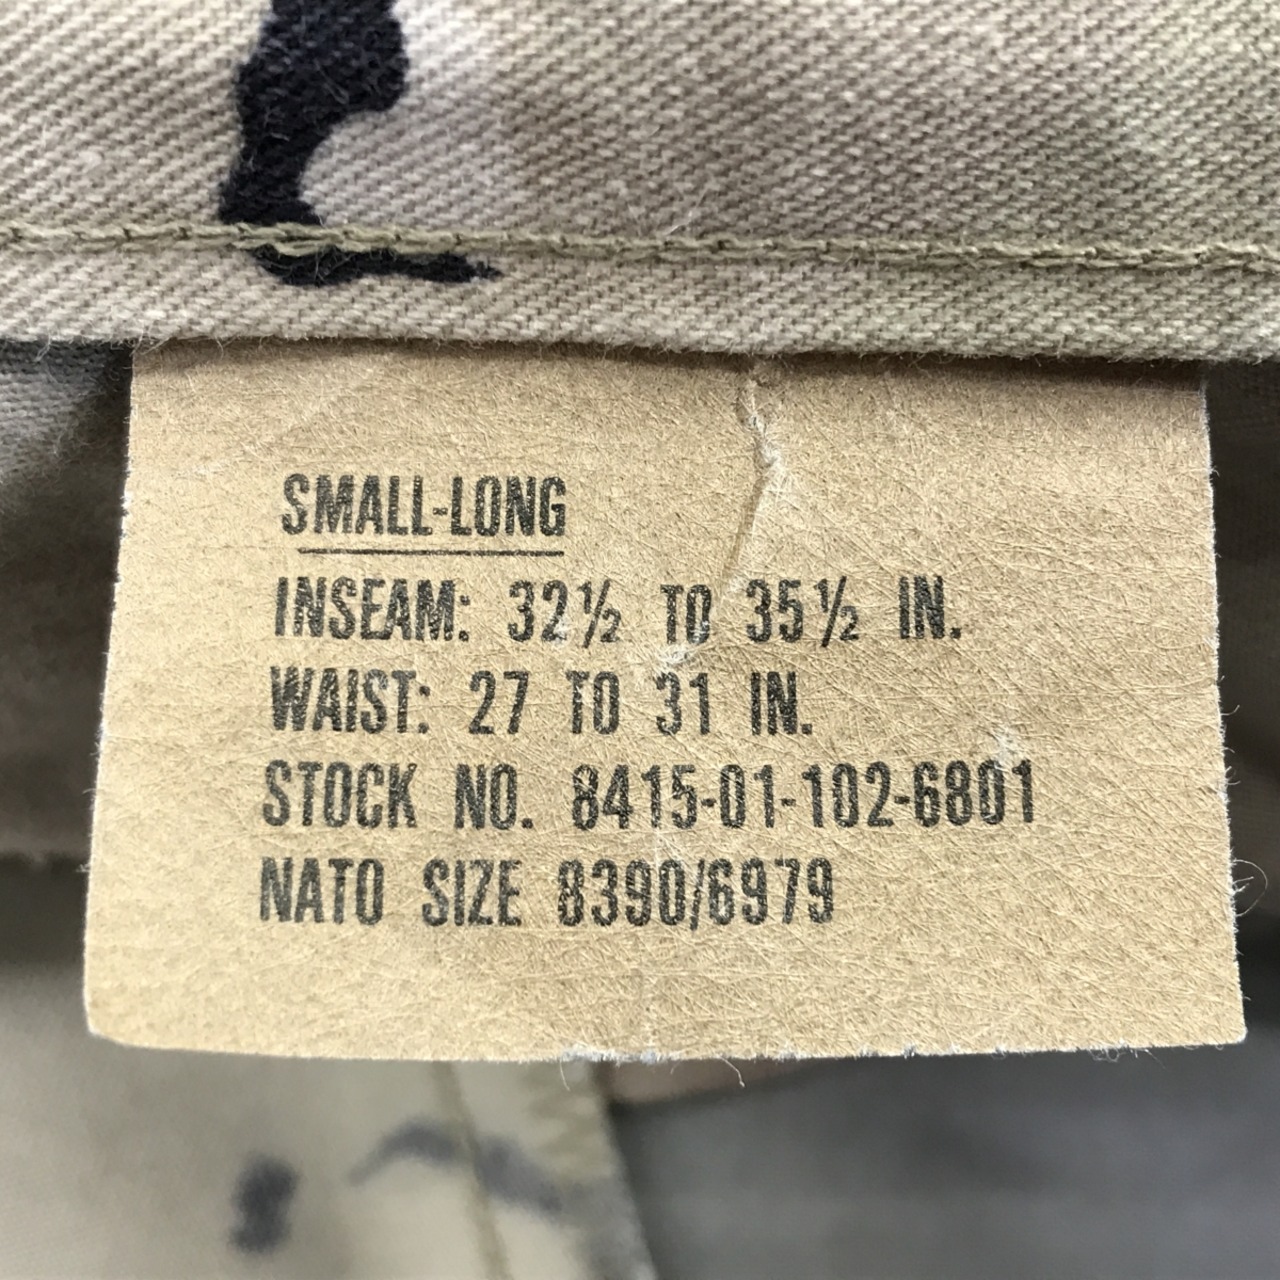 SMALL-LONG
INSEAM: 32½ TO 35½ IN.
WAIST: 27 TO 31 IN.
STOCK NO. 8415-01-102-6801
NATO SIZE 8390/6979